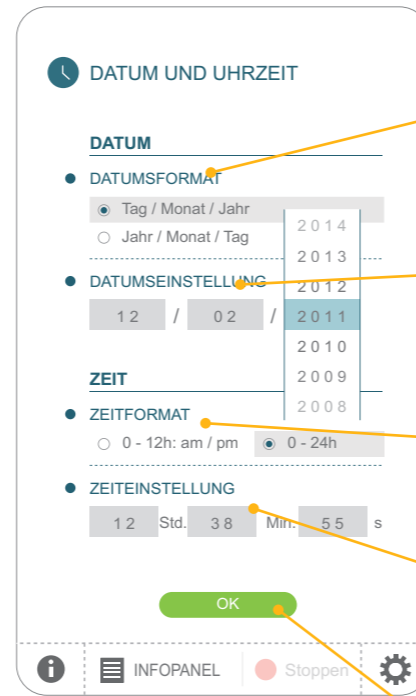 DATUM UND UHRZEIT
DATUM
DATUMSFORMAT
Tag / Monat / Jahr
Jahr / Monat / Tag
DATUMSEINSTELLUNG
12 / 02 /
2014
2013
2012
2011
2010
2009
2008
ZEIT
ZEITFORMAT
0 - 12h: am / pm 0 - 24h
ZEITEINSTELLUNG
12 Std. 38 Min. 55 s
OK
INFOPANEL Stoppen